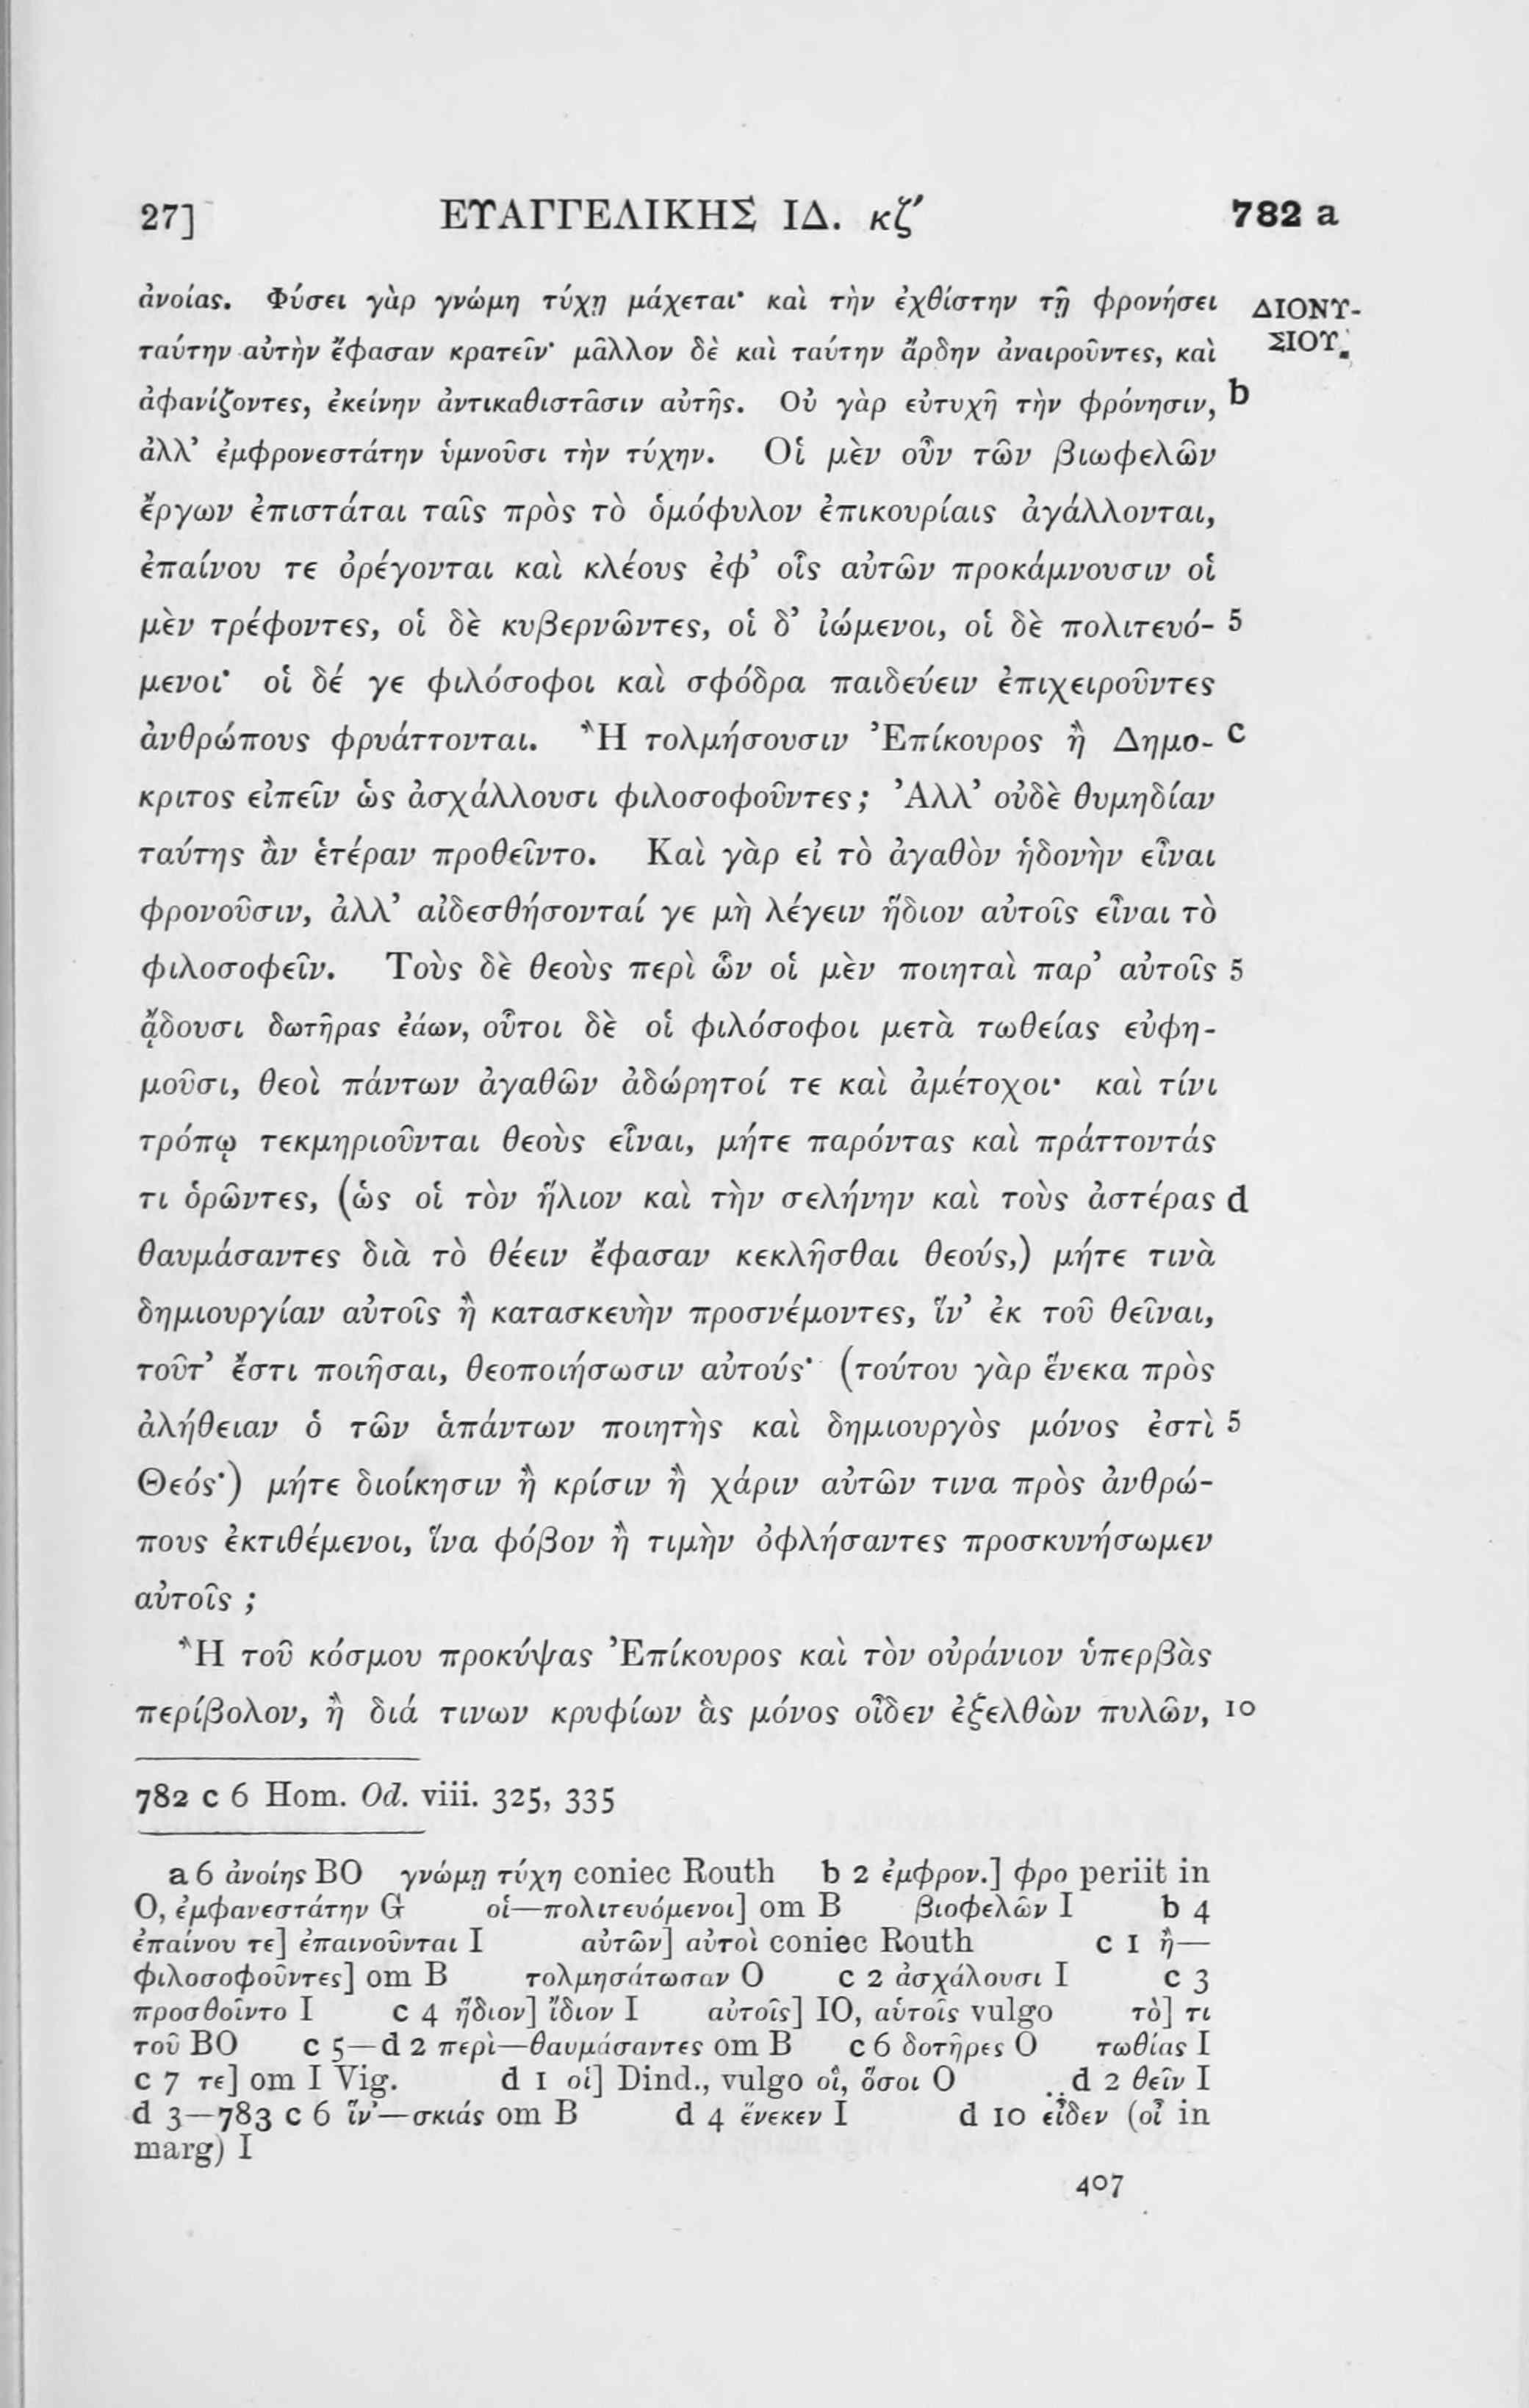 27] ΕΥΑΓΓΕΛΙΚΗΣ ΙΔ. κζ′ 782 a
ἀνοίας. Φύσει γὰρ γνώμη τύχῃ μάχεται· καὶ τὴν ἐχθίστην τῇ φρονήσει ΔΙΟΝΥ-
ταύτην αὐτὴν ἔφασαν κρατεῖν· μᾶλλον δὲ καὶ ταύτην ἄρδην ἀναιροῦντες, καὶ ΣΙΟΥ.
ἀφανίζοντες, ἐκείνην ἀντικαθιστᾶσιν αὐτῆς. Οὐ γὰρ εὐτυχῆ τὴν φρόνησιν, b
ἀλλ’ ἐμφρονεστάτην ὑμνοῦσι τὴν τύχην. Οἱ μὲν οὖν τῶν βιωφελῶν
ἔργων ἐπιστάται ταῖς πρὸς τὸ ὁμόφυλον ἐπικουρίαις ἀγάλλονται,
ἐπαίνου τε ὀρέγονται καὶ κλέους ἐφ’ οἷς αὐτῶν προκάμνουσιν οἱ
μὲν τρέφοντες, οἱ δὲ κυβερνῶντες, οἱ δ’ ἰώμενοι, οἱ δὲ πολιτευό- 5
μενοι· οἱ δέ γε φιλόσοφοι καὶ σφόδρα παιδεύειν ἐπιχειροῦντες
ἀνθρώπους φρυάττονται. Ἢ τολμήσουσιν Ἐπίκουρος ἢ Δημο- c
κριτος εἰπεῖν ὡς ἀσχάλλουσι φιλοσοφοῦντες; Ἀλλ’ οὐδὲ θυμηδίαν
ταύτης ἂν ἑτέραν προθεῖντο. Καὶ γὰρ εἰ τὸ ἀγαθὸν ἡδονὴν εἶναι
φρονοῦσιν, ἀλλ’ αἰδεσθήσονταί γε μὴ λέγειν ἥδιον αὐτοῖς εἶναι τὸ
φιλοσοφεῖν. Τοὺς δὲ θεοὺς περὶ ὧν οἱ μὲν ποιηταὶ παρ’ αὐτοῖς 5
ᾄδουσι δωτῆρας ἑάων, οὗτοι δὲ οἱ φιλόσοφοι μετὰ τωθείας εὐφη-
μοῦσι, θεοὶ πάντων ἀγαθῶν ἀδώρητοί τε καὶ ἀμέτοχοι· καὶ τίνι
τρόπῳ τεκμηριοῦνται θεοὺς εἶναι, μήτε παρόντας καὶ πράττοντάς
τι ὁρῶντες, (ὡς οἱ τὸν ἥλιον καὶ τὴν σελήνην καὶ τοὺς ἀστέρας d
θαυμάσαντες διὰ τὸ θέειν ἔφασαν κεκλῆσθαι θεούς,) μήτε τινὰ
δημιουργίαν αὐτοῖς ἢ κατασκευὴν προσνέμοντες, ἵν’ ἐκ τοῦ θεῖναι,
τοῦτ’ ἔστι ποιῆσαι, θεοποιήσωσιν αὐτούς· (τούτου γὰρ ἕνεκα πρὸς
ἀλήθειαν ὁ τῶν ἁπάντων ποιητὴς καὶ δημιουργὸς μόνος ἐστὶ 5
Θεός·) μήτε διοίκησιν ἢ κρίσιν ἢ χάριν αὐτῶν τινα πρὸς ἀνθρώ-
πους ἐκτιθέμενοι, ἵνα φόβον ἢ τιμὴν ὀφλήσαντες προσκυνήσωμεν
αὐτοῖς ;
Ἢ τοῦ κόσμου προκύψας Ἐπίκουρος καὶ τὸν οὐράνιον ὑπερβὰς
περίβολον, ἢ διά τινων κρυφίων ἃς μόνος οἶδεν ἐξελθὼν πυλῶν, 10
782 c 6 Hom. Od. viii. 325, 335
a 6 ἀνοίης BO γνώμῃ τύχη coniec Routh b 2 ἐμφρον.] φρο periit in
O, ἐμφανεστάτην G οἱ—πολιτευόμενοι] om B βιοφελῶν I b 4
ἐπαίνου τε] ἐπαινοῦνται I αὐτῶν] αὐτοὶ coniec Routh c 1 ἢ—
φιλοσοφοῦντες] om B τολμησάτωσαν O c 2 ἀσχάλουσι I c 3
προσθοῖντο I c 4 ἥδιον] ἴδιον I αὐτοῖς] IO, αὑτοῖς vulgo τὸ] τι
τοῦ BO c 5—d 2 περὶ—θαυμάσαντες om B c 6 δοτῆρες O τωθίας I
c 7 τε] om I Vig. d 1 οἱ] Dind., vulgo οἵ, ὅσοι O d 2 θεῖν I
d 3—783 c 6 ἵν’—σκιάς om B d 4 ἕνεκεν I d 10 εἶδεν (οἶ in
marg) I
407